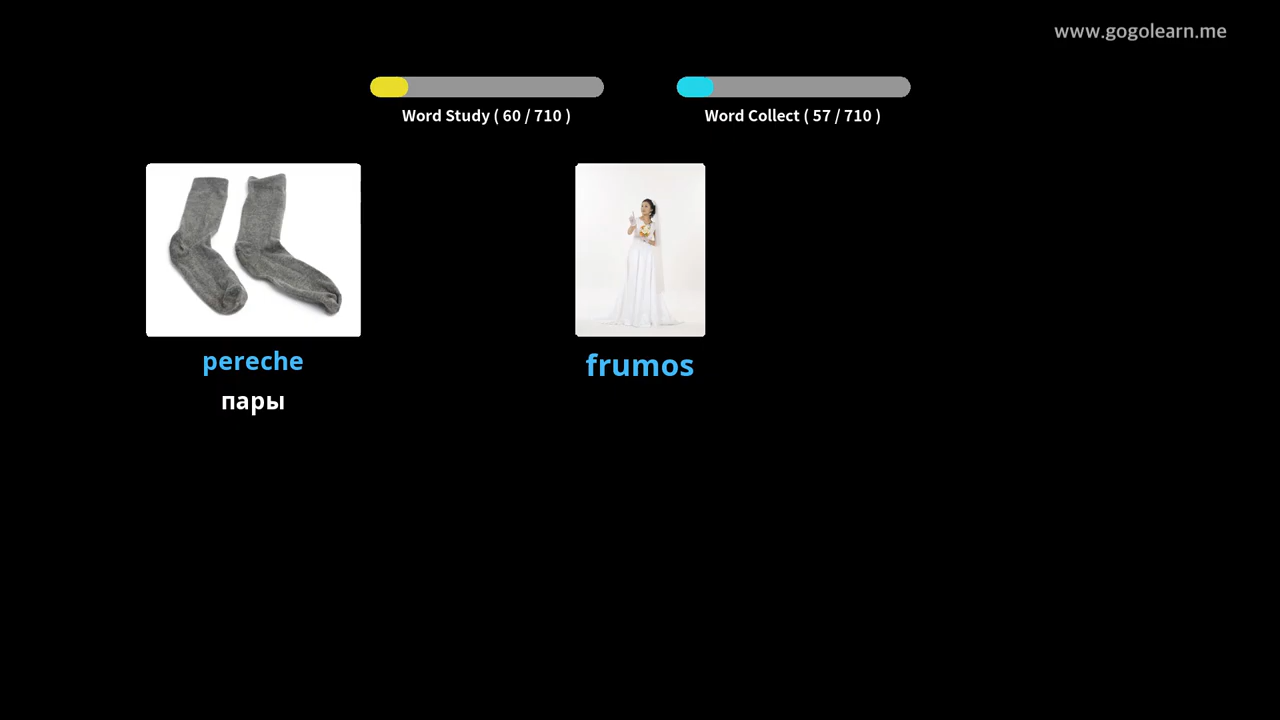 www.gogolearn.me
Word Study ( 60 / 710 )
Word Collect ( 57 / 710 )
pereche
пары
frumos